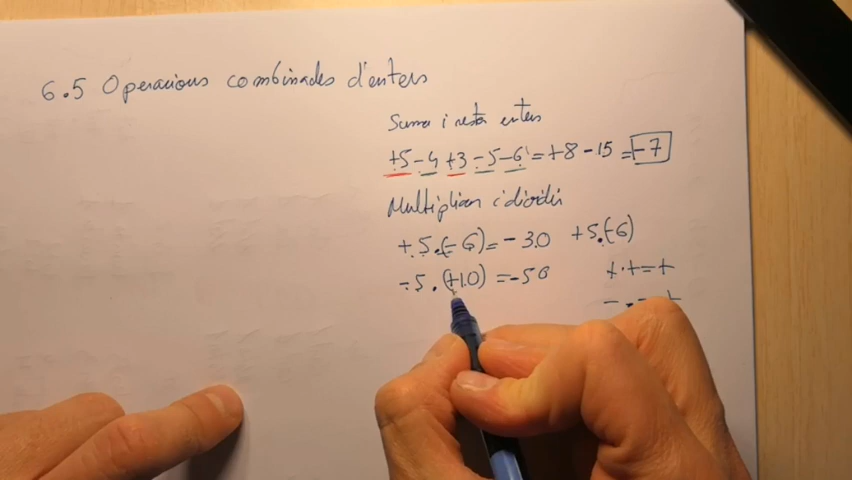 6.5 Operacions combinades d'enters
Suma i resta enters
+5-4+3-5-6=+8-15=-7
Multiplicar i dividir
+5·(-6)=-30 +5·(-6)
-5·(+10)=-50 +·+=+
-·-=+